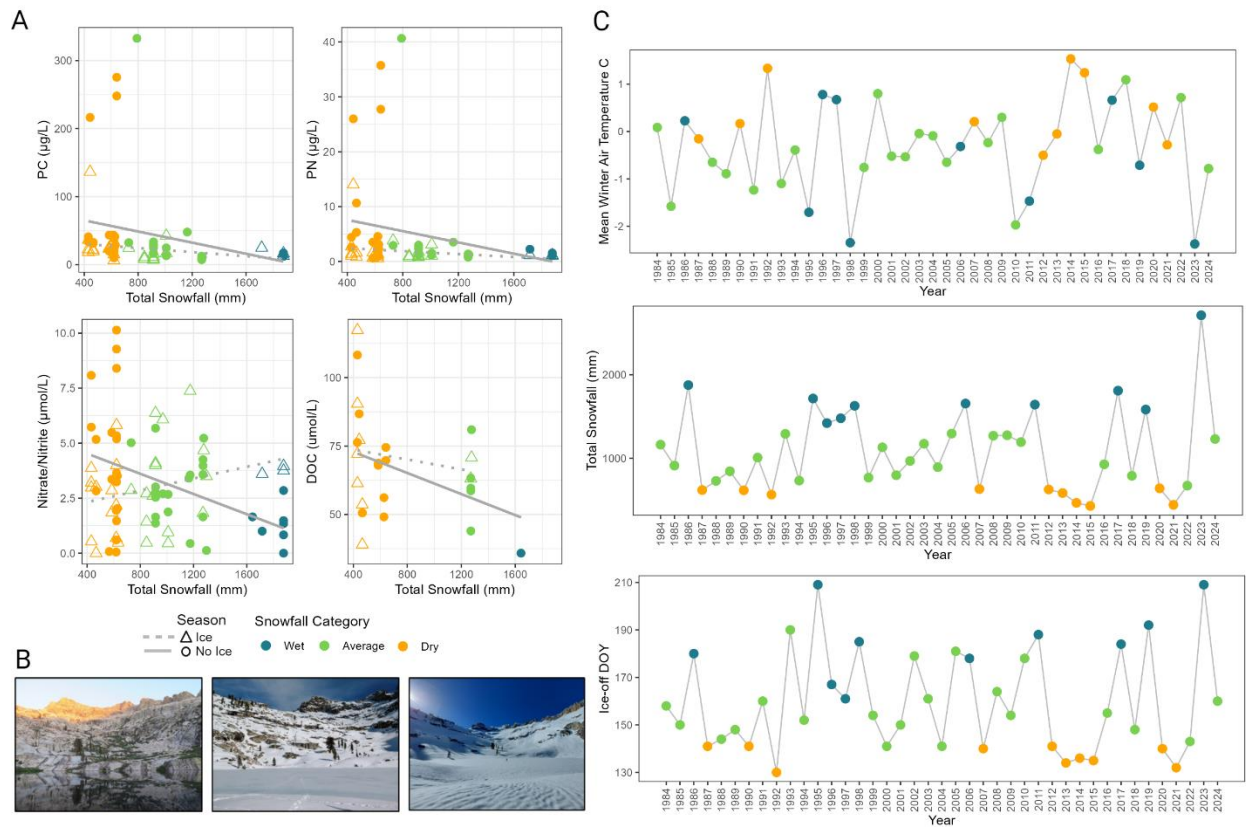 A
PC (µg/L)
300
200
100
0
400
800
1200
1600
Total Snowfall (mm)
PN (µg/L)
40
30
20
10
0
400
800
1200
1600
Total Snowfall (mm)
Nitrate/Nitrite (µmol/L)
10.0
7.5
5.0
2.5
0.0
400
800
1200
1600
Total Snowfall (mm)
DOC (umol/L)
100
75
50
400
800
1200
1600
Total Snowfall (mm)
Season
Ice
No Ice
Snowfall Category
Wet
Average
Dry
B
C
Mean Winter Air Temperature C
1
0
-1
-2
1984 1985 1986 1987 1988 1989 1990 1991 1992 1993 1994 1995 1996 1997 1998 1999 2000 2001 2002 2003 2004 2005 2006 2007 2008 2009 2010 2011 2012 2013 2014 2015 2016 2017 2018 2019 2020 2021 2022 2023 2024
Year
Total Snowfall (mm)
2000
1000
1984 1985 1986 1987 1988 1989 1990 1991 1992 1993 1994 1995 1996 1997 1998 1999 2000 2001 2002 2003 2004 2005 2006 2007 2008 2009 2010 2011 2012 2013 2014 2015 2016 2017 2018 2019 2020 2021 2022 2023 2024
Year
Ice-off DOY
210
190
170
150
130
1984 1985 1986 1987 1988 1989 1990 1991 1992 1993 1994 1995 1996 1997 1998 1999 2000 2001 2002 2003 2004 2005 2006 2007 2008 2009 2010 2011 2012 2013 2014 2015 2016 2017 2018 2019 2020 2021 2022 2023 2024
Year